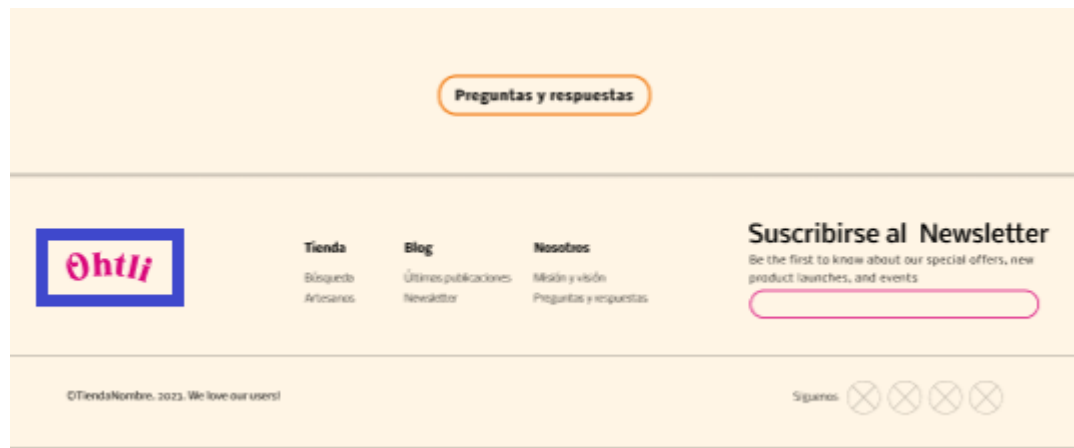 Preguntas y respuestas
Ohtli
Tienda
Búsqueda
Artesanos
Blog
Últimas publicaciones
Newsletter
Nosotros
Misión y visión
Preguntas y respuestas
Suscribirse al Newsletter
Be the first to know about our special offers, new
product launches, and events
©TiendaNombre, 2023. We love our users!
Síguenos